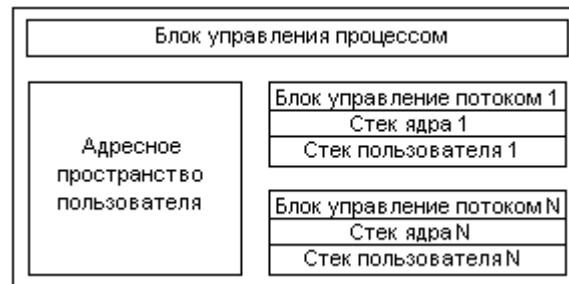 Блок управления процессом
Адресное
пространство
пользователя
Блок управление потоком 1
Стек ядра 1
Стек пользователя 1
Блок управление потоком N
Стек ядра N
Стек пользователя N